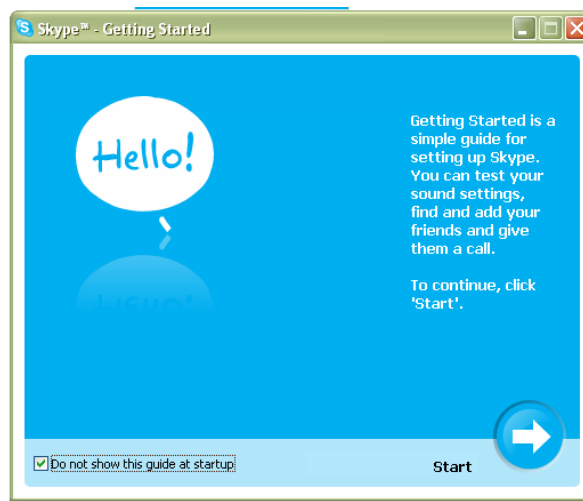 Skype™ - Getting Started
Hello!
Getting Started is a
simple guide for
setting up Skype.
You can test your
sound settings,
find and add your
friends and give
them a call.
To continue, click
'Start'.
Do not show this guide at startup
Start